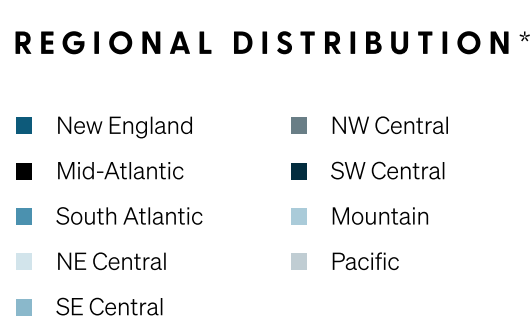 REGIONAL DISTRIBUTION*
New England
Mid-Atlantic
South Atlantic
NE Central
SE Central
NW Central
SW Central
Mountain
Pacific